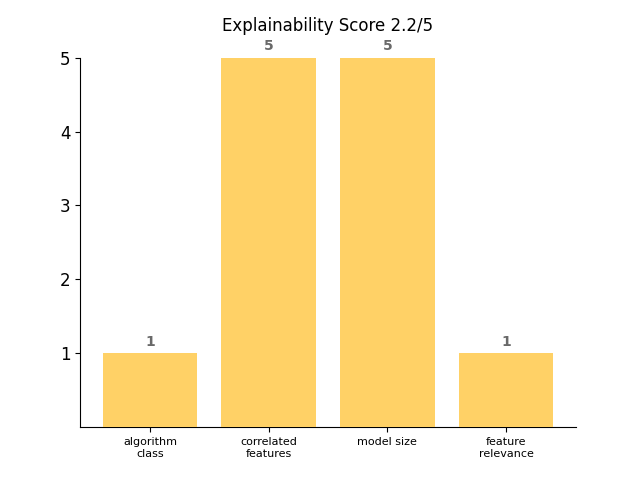 Explainability Score 2.2/5
5
5
5
4
3
2
1
1
1
algorithm
class
correlated
features
model size
feature
relevance